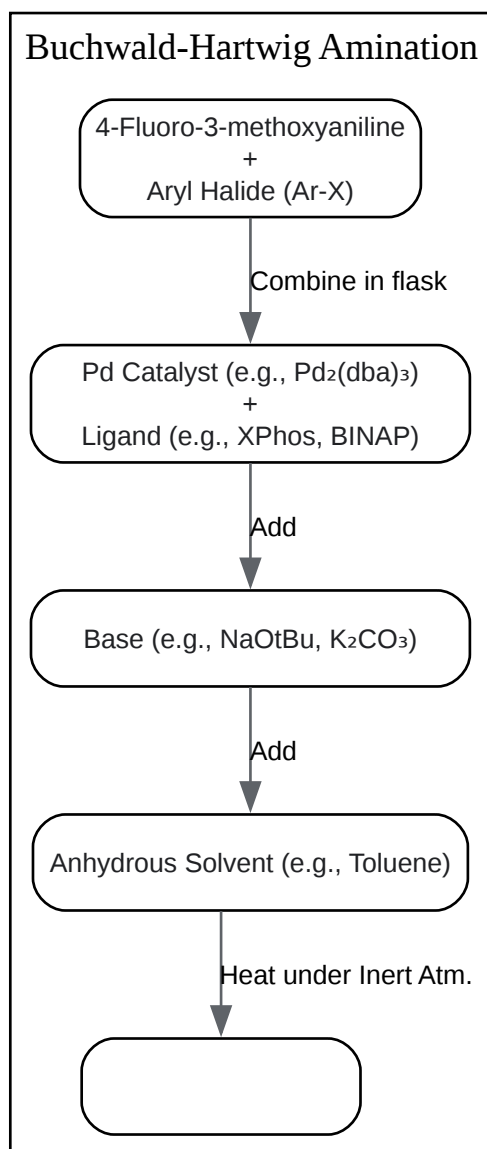 Buchwald-Hartwig Amination
4-Fluoro-3-methoxyaniline
+
Aryl Halide (Ar-X)
Combine in flask
Pd Catalyst (e.g., Pd₂(dba)₃)
+
Ligand (e.g., XPhos, BINAP)
Add
Base (e.g., NaOtBu, K₂CO₃)
Add
Anhydrous Solvent (e.g., Toluene)
Heat under Inert Atm.